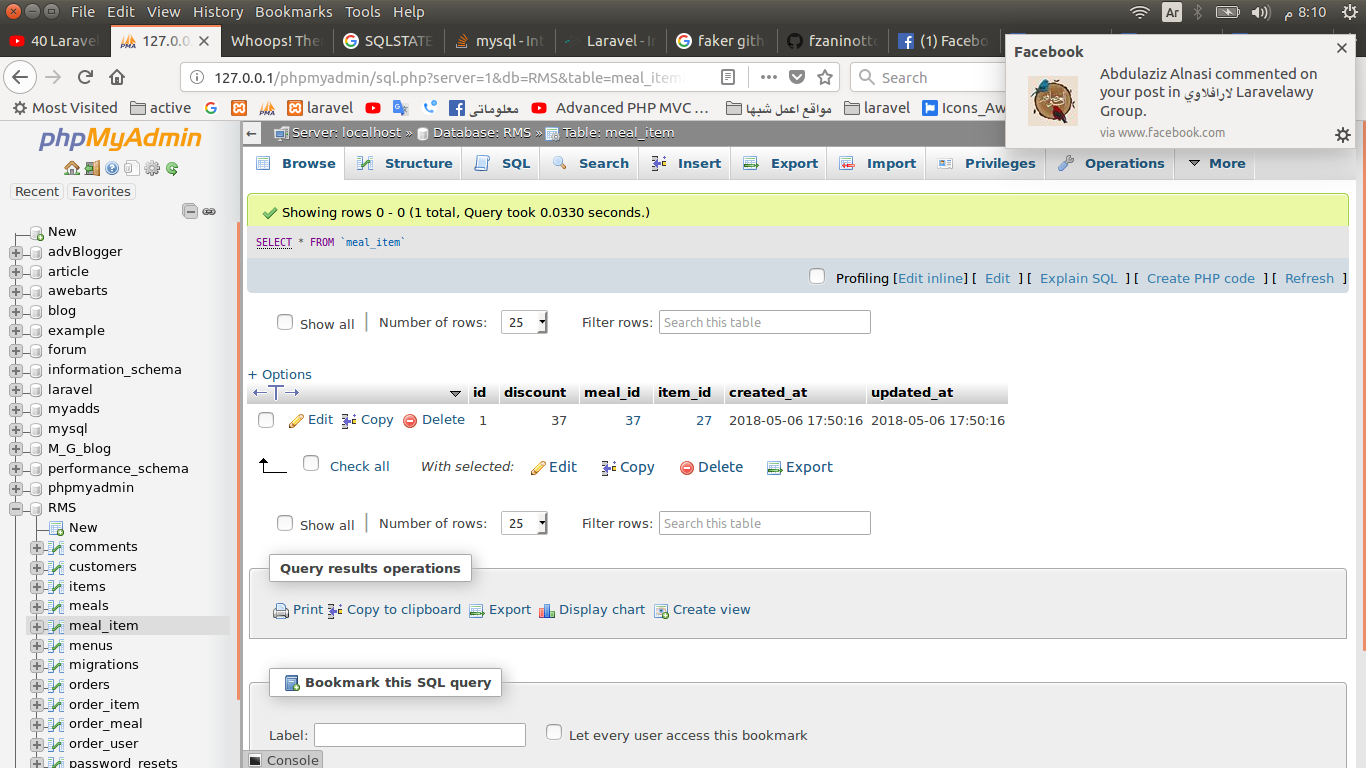 File Edit View History Bookmarks Tools Help Ar 8:10 م
40 Larave 127.0.0 Whoops! The SQLSTATE mysql - In Laravel - I faker gith fzaninott (1) Facebo
127.0.0.1/phpmyadmin/sql.php?server=1&db=RMS&table=meal_item Search
Most Visited active laravel معلوماتى Advanced PHP MVC ... مواقع اعمل شبهها laravel Icons_Aw
Facebook
Abdulaziz Alnasi commented on
your post in لارافلاوي Laravelawy
Group.
via www.facebook.com
phpMyAdmin
Recent Favorites
New
advBlogger
article
awebarts
blog
example
forum
information_schema
laravel
myadds
mysql
M_G_blog
performance_schema
phpmyadmin
RMS
New
comments
customers
items
meals
meal_item
menus
migrations
orders
order_item
order_meal
order_user
password_resets
Server: localhost » Database: RMS » Table: meal_item
Browse Structure SQL Search Insert Export Import Privileges Operations More
Showing rows 0 - 0 (1 total, Query took 0.0330 seconds.)
SELECT * FROM `meal_item`
Profiling [Edit inline] [ Edit ] [ Explain SQL ] [ Create PHP code ] [ Refresh ]
Show all Number of rows: 25 Filter rows: Search this table
+ Options
id discount meal_id item_id created_at updated_at
Edit Copy Delete 1 37 37 27 2018-05-06 17:50:16 2018-05-06 17:50:16
Check all With selected: Edit Copy Delete Export
Show all Number of rows: 25 Filter rows: Search this table
Query results operations
Print Copy to clipboard Export Display chart Create view
Bookmark this SQL query
Label: Let every user access this bookmark
Console